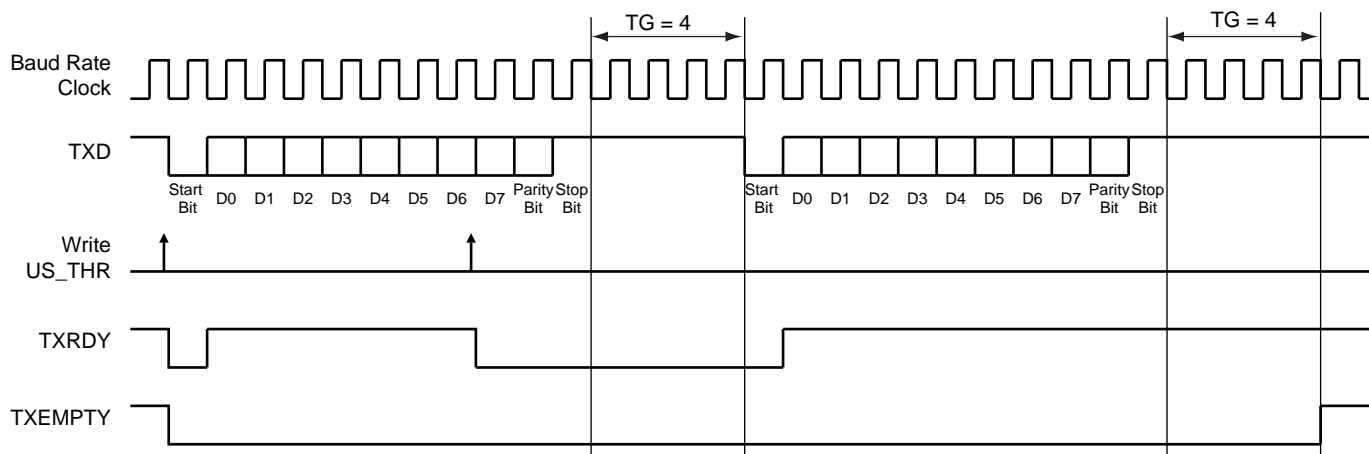 TG = 4
TG = 4
Baud Rate
Clock
TXD
Start
Bit
D0
D1
D2
D3
D4
D5
D6
D7
Parity
Bit
Stop
Bit
Start
Bit
D0
D1
D2
D3
D4
D5
D6
D7
Parity
Bit
Stop
Bit
Write
US_THR
TXRDY
TXEMPTY